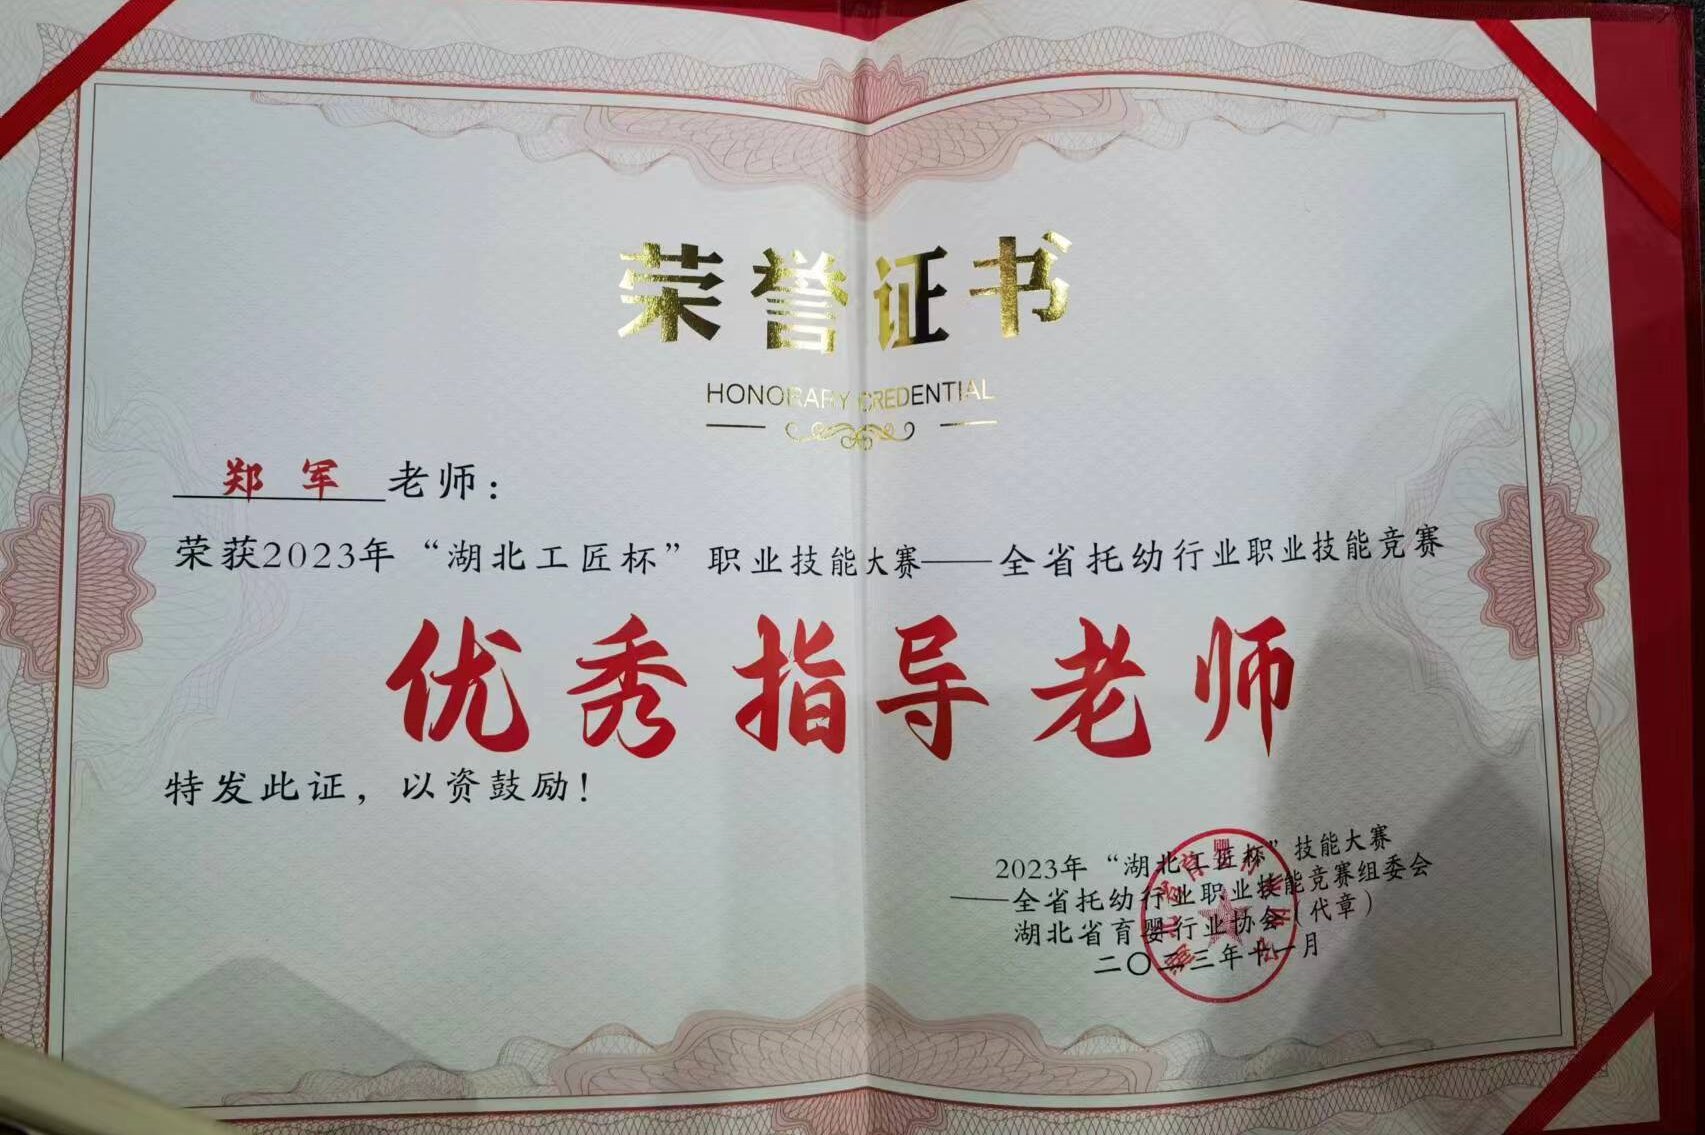 荣誉证书
HONORARY CREDENTIAL
郑军老师：
荣获2023年“湖北工匠杯”职业技能大赛——全省托幼行业职业技能竞赛
优秀指导老师
特发此证，以资鼓励！
2023年“湖北工匠杯”技能大赛
——全省托幼行业职业技能竞赛组委会
湖北省育婴行业协会（代章）
二〇二三年十一月